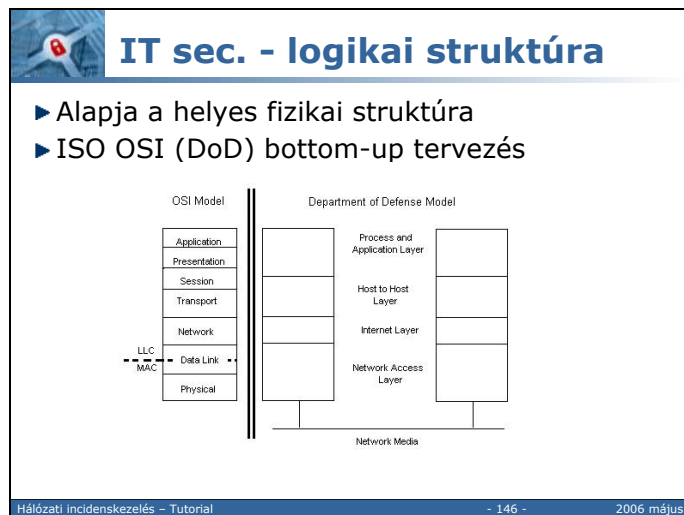 IT sec. - logikai struktúra
Alapja a helyes fizikai struktúra
ISO OSI (DoD) bottom-up tervezés
OSI Model
Department of Defense Model
Application
Presentation
Session
Transport
Network
LLC
Data Link
MAC
Physical
Process and
Application Layer
Host to Host
Layer
Internet Layer
Network Access
Layer
Network Media
Hálózati incidenskezelés – Tutorial
- 146 -
2006 május